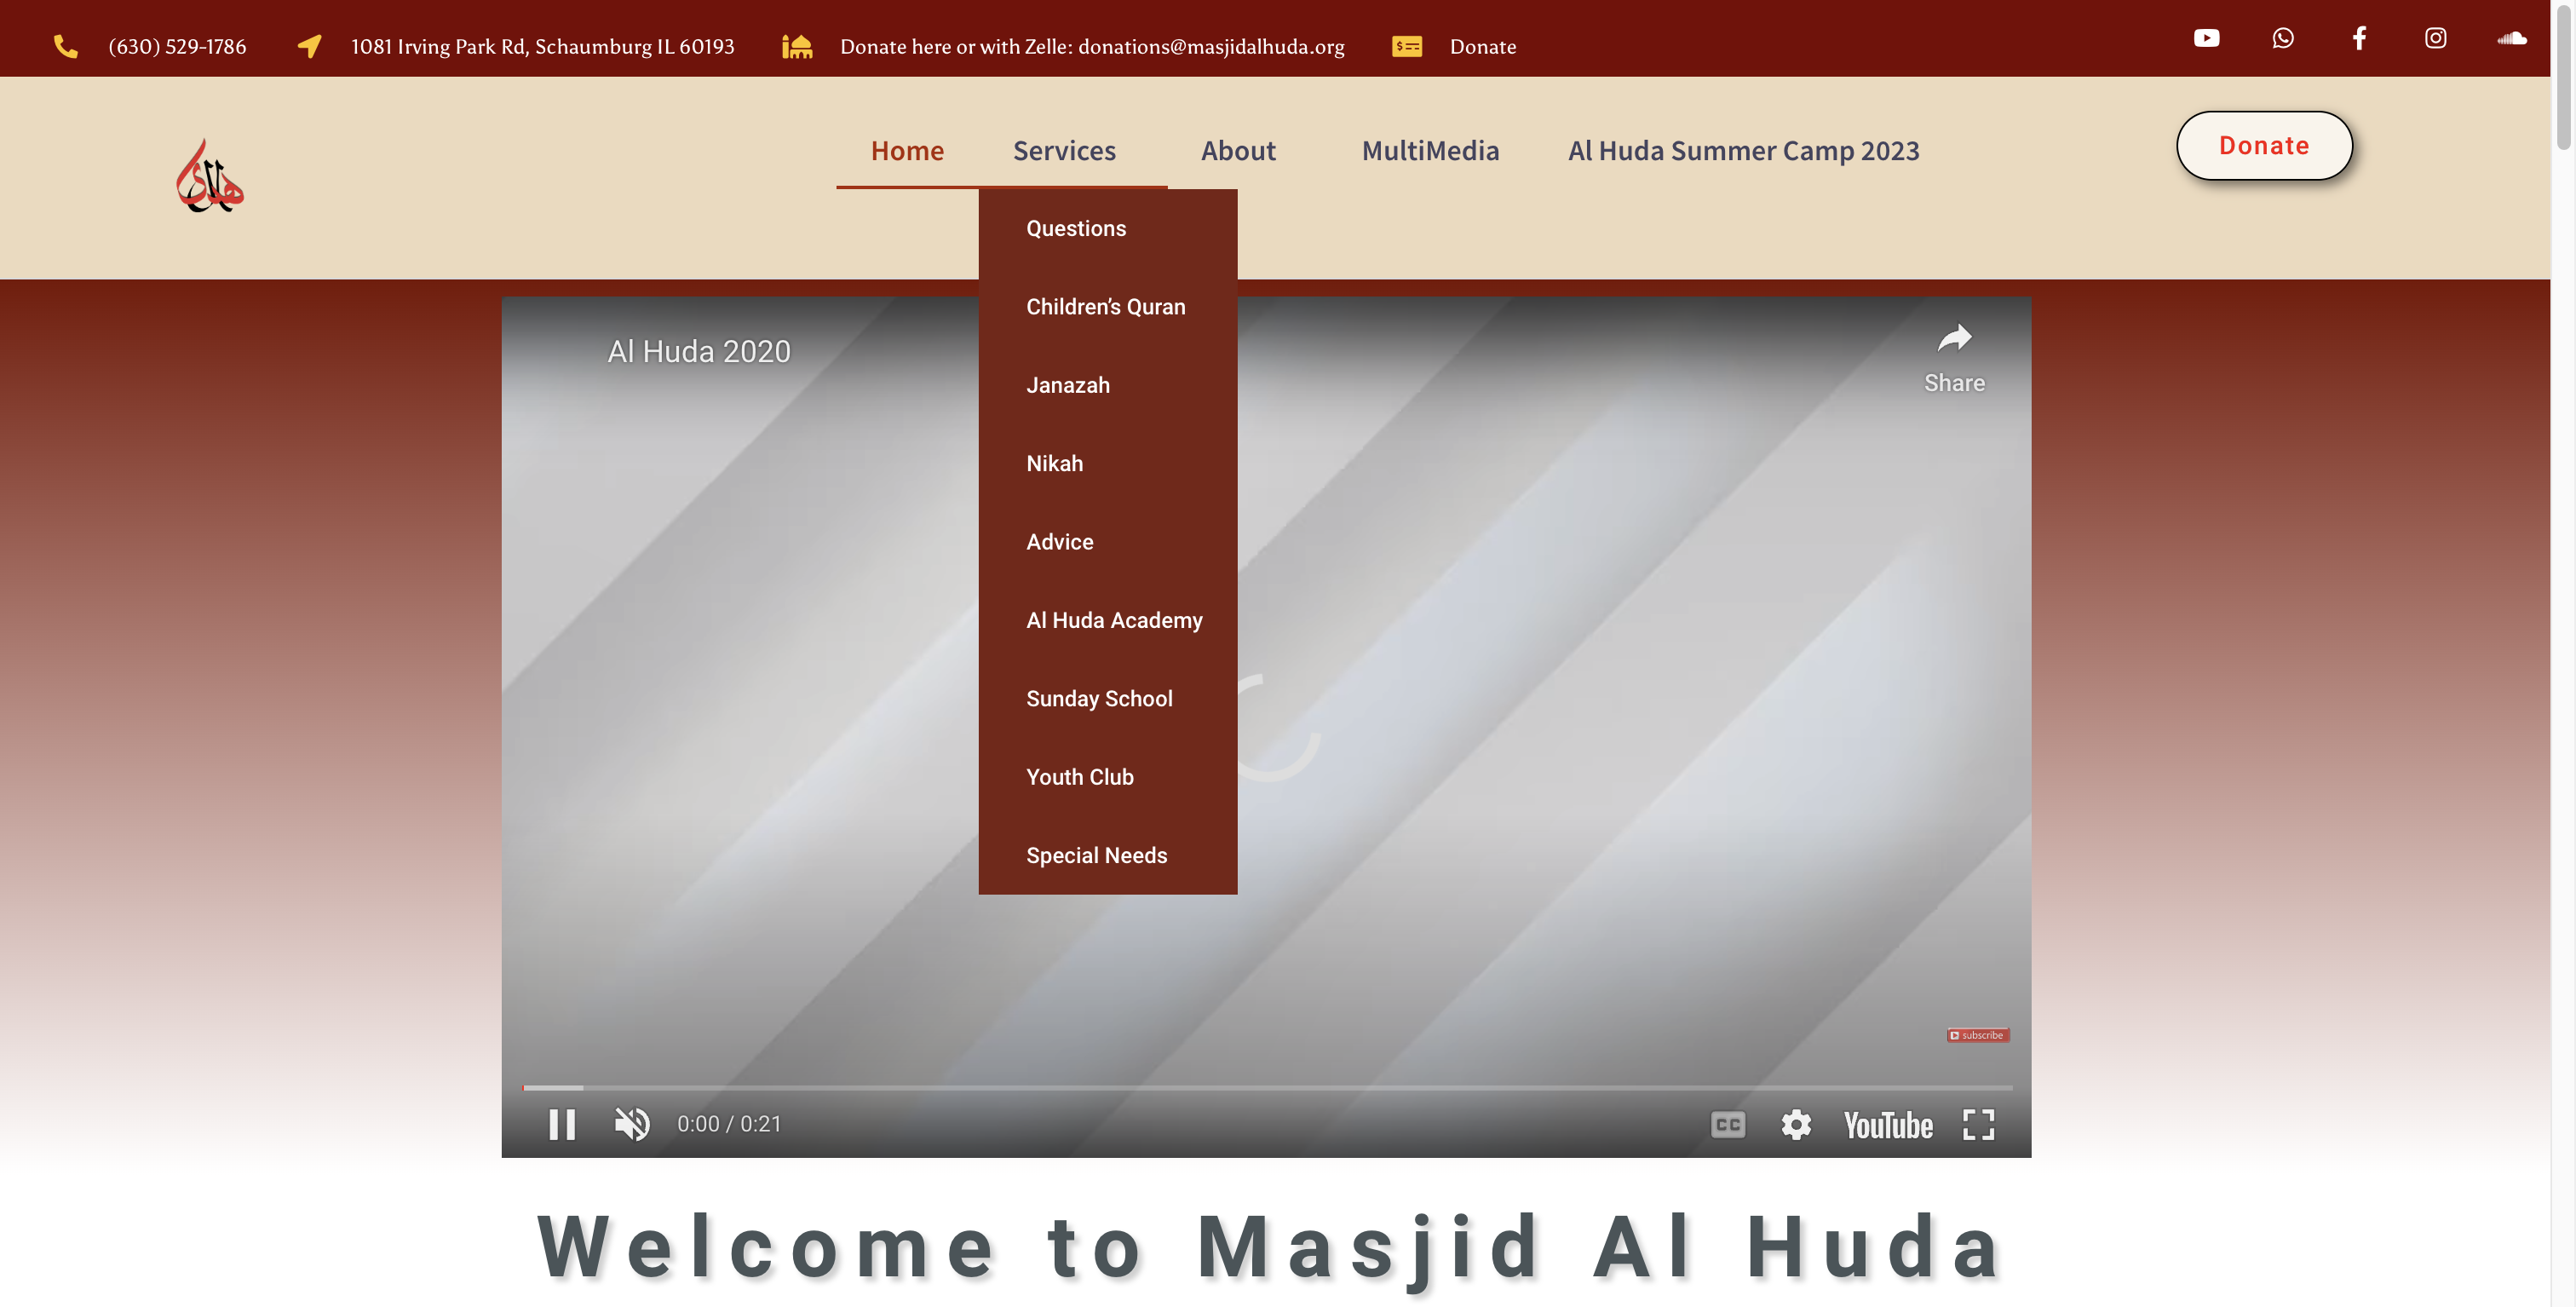 (630) 529-1786
1081 Irving Park Rd, Schaumburg IL 60193
Donate here or with Zelle: donations@masjidalhuda.org
Donate
الهدى
Home
Services
About
MultiMedia
Al Huda Summer Camp 2023
Donate
Questions
Children’s Quran
Janazah
Nikah
Advice
Al Huda Academy
Sunday School
Youth Club
Special Needs
Al Huda 2020
Share
subscribe
0:00 / 0:21
CC
YouTube
Welcome to Masjid Al Huda